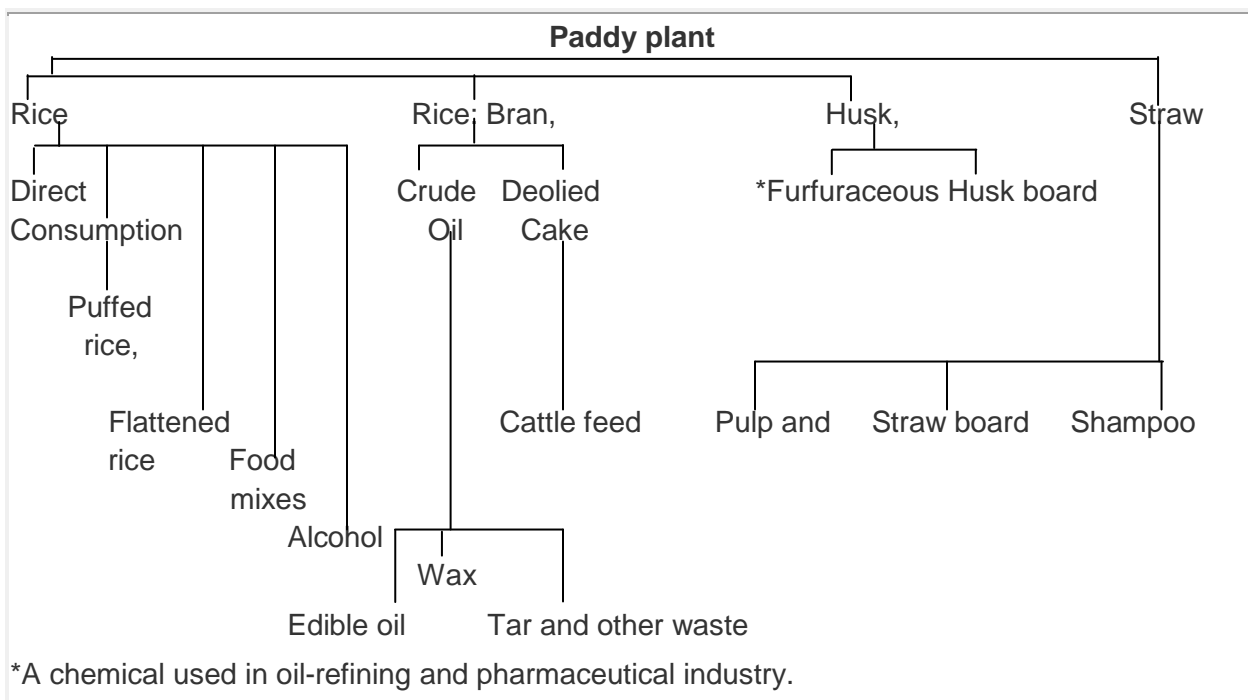 Paddy plant
Rice Rice; Bran, Husk, Straw
Direct Crude Deolied *Furfuraceous Husk board
Consumption Oil Cake
Puffed
rice,
Flattened Cattle feed Pulp and Straw board Shampoo
rice Food
mixes
Alcohol
Wax
Edible oil Tar and other waste
*A chemical used in oil-refining and pharmaceutical industry.